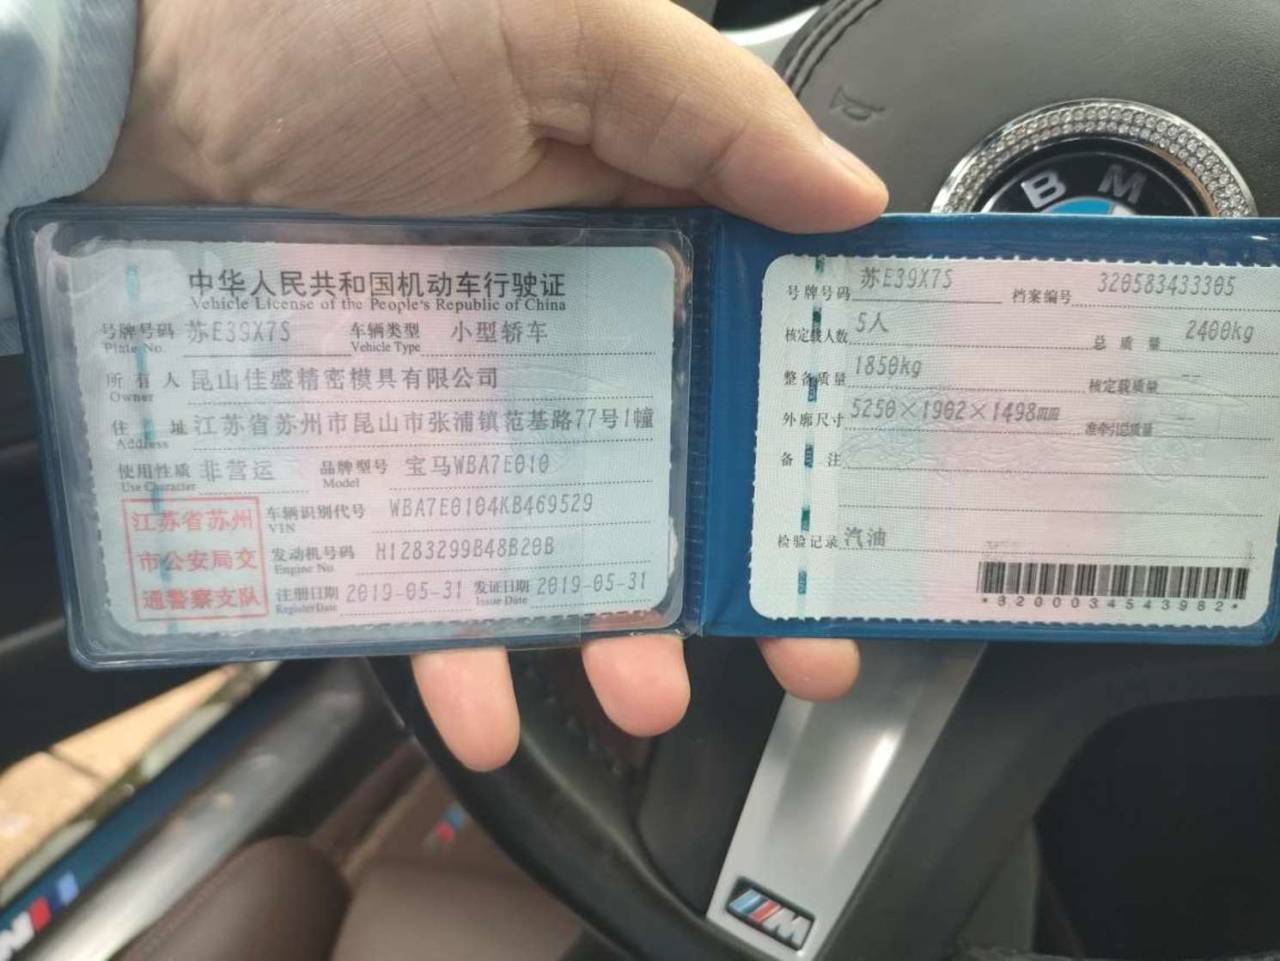 中华人民共和国机动车行驶证
Vehicle License of the People's Republic of China
号牌号码 苏E39X7S 车辆类型 小型轿车
Plate No. Vehicle Type
所有人 昆山佳盛精密模具有限公司
Owner
住址 江苏省苏州市昆山市张浦镇范基路77号1幢
Address
使用性质 非营运 品牌型号 宝马WBA7E010
Use Character Model
江苏省苏州
市公安局交
通警察支队
车辆识别代号 WBA7E0104KB469529
VIN
发动机号码 H1283299B48B20B
Engine No.
注册日期 2019-05-31 发证日期 2019-05-31
Register Date Issue Date
号牌号码 苏E39X7S 档案编号 320583433305
核定载人数 5人 总质量 2400kg
整备质量 1850kg 核定载质量 --
外廓尺寸 5250×1902×1498mm 准牵引总质量 --
备注
检验记录 汽油
*3200034543982*
BM
M